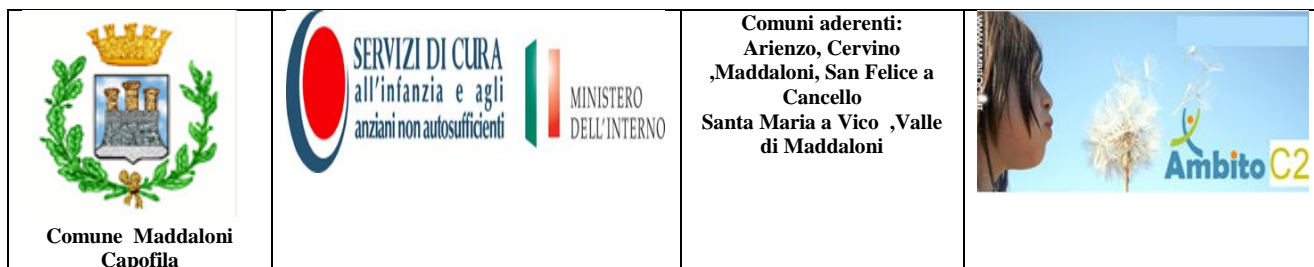 Comune Maddaloni
Capofila
SERVIZI DI CURA
all'infanzia e agli
anziani non autosufficienti
MINISTERO
DELL'INTERNO
Comuni aderenti:
Arienzo, Cervino
,Maddaloni, San Felice a
Cancello
Santa Maria a Vico ,Valle
di Maddaloni
Ambito C2